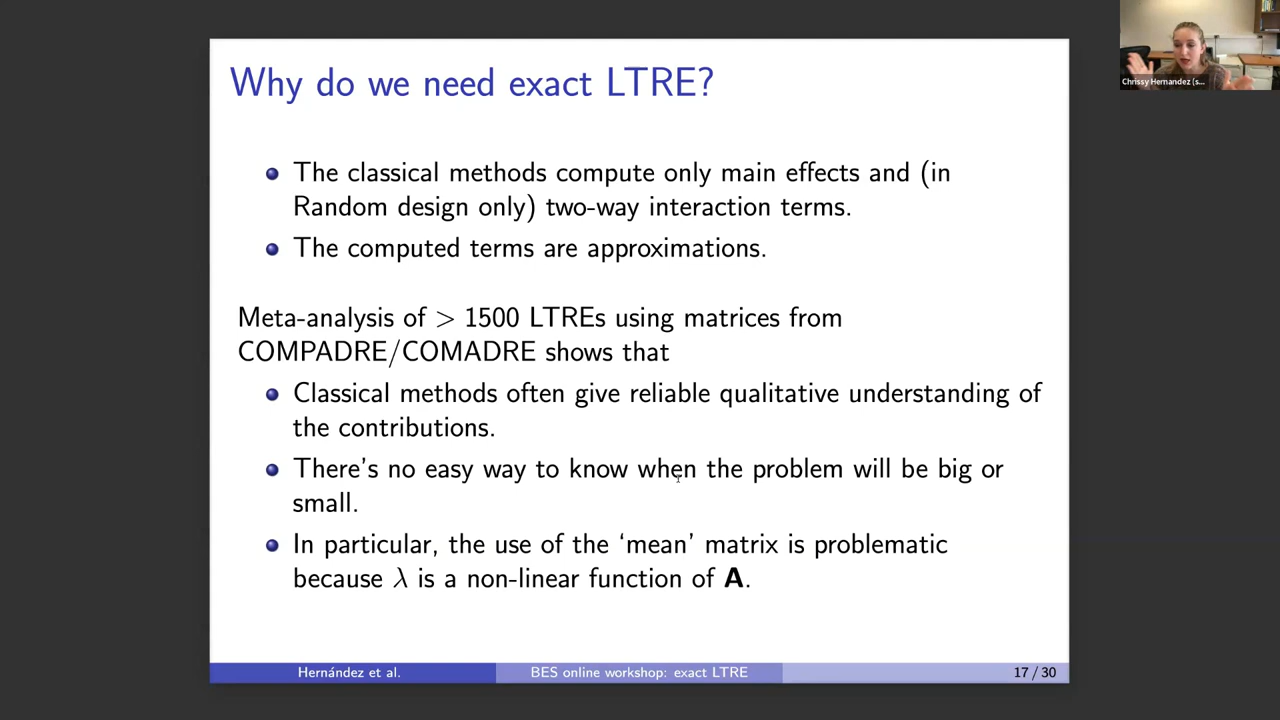 Why do we need exact LTRE?
The classical methods compute only main effects and (in
Random design only) two-way interaction terms.
The computed terms are approximations.
Meta-analysis of > 1500 LTREs using matrices from
COMPADRE/COMADRE shows that
Classical methods often give reliable qualitative understanding of
the contributions.
There's no easy way to know when the problem will be big or
small.
In particular, the use of the ‘mean’ matrix is problematic
because λ is a non-linear function of A.
Hernández et al.
BES online workshop: exact LTRE
17 / 30
Chrissy Hernandez (s...